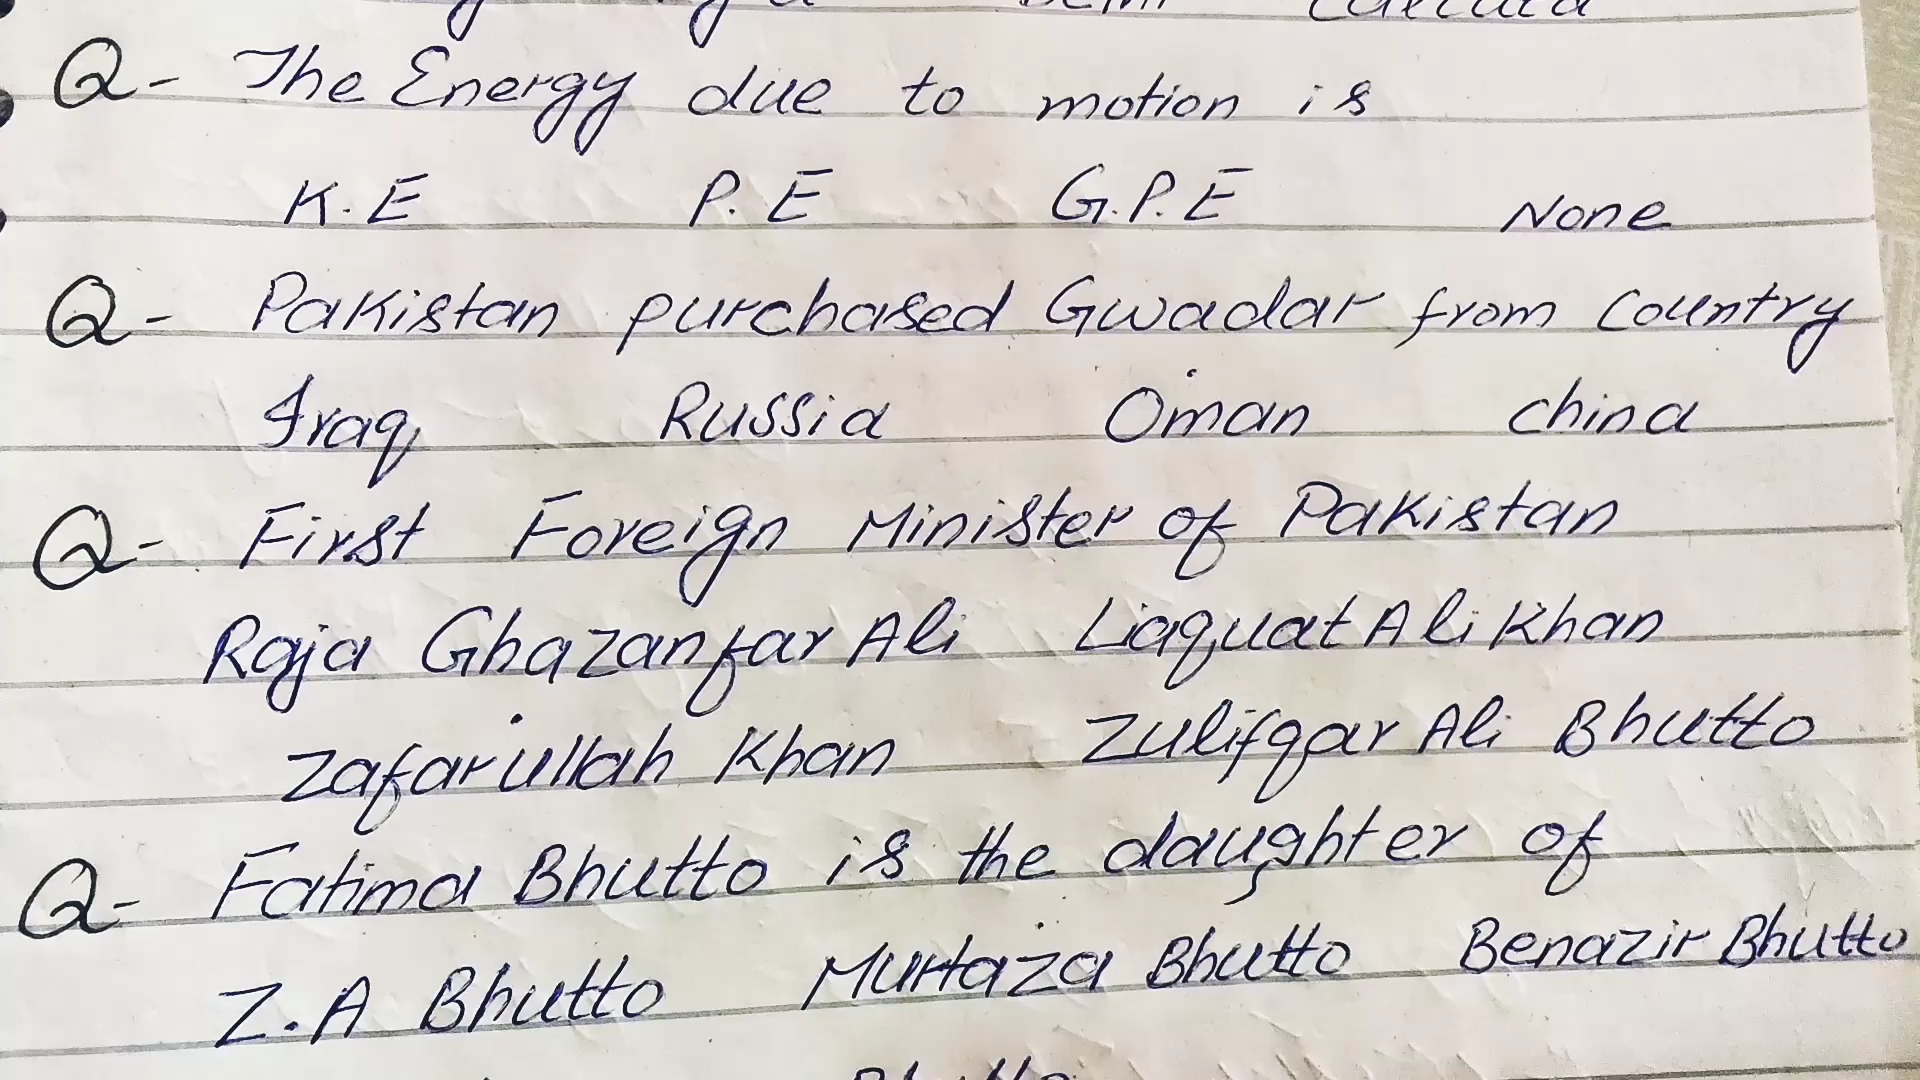 Q- The Energy due to motion is
K.E P.E G.P.E None
Q- Pakistan purchased Gwadar from Country
Iraq Russia Oman China
Q- First Foreign Minister of Pakistan
Raja Ghazanfar Ali Liaquat Ali Khan
Zafarullah Khan Zulifqar Ali Bhutto
Q- Fatima Bhutto is the daughter of
Z.A Bhutto Murtaza Bhutto Benazir Bhutto